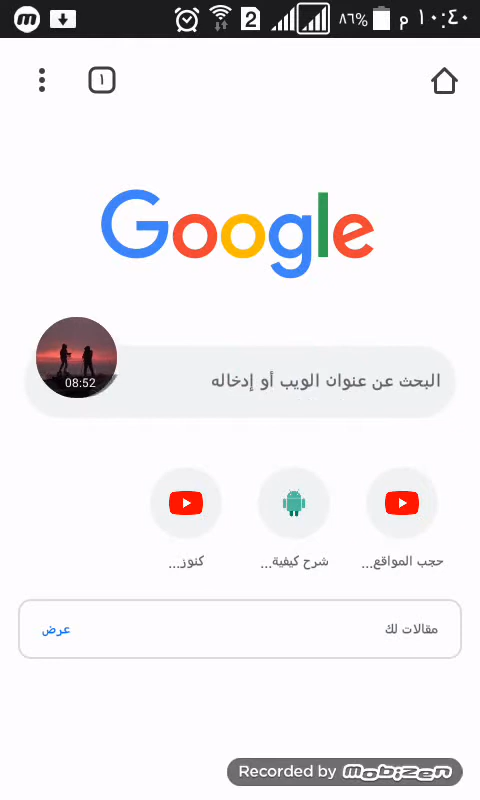 ١٠:٤٠ م ٨٦% 2
١
Google
08:52
البحث عن عنوان الويب أو إدخاله
حجب المواقع... شرح كيفية... كنوز...
مقالات لك عرض
Recorded by mobizen